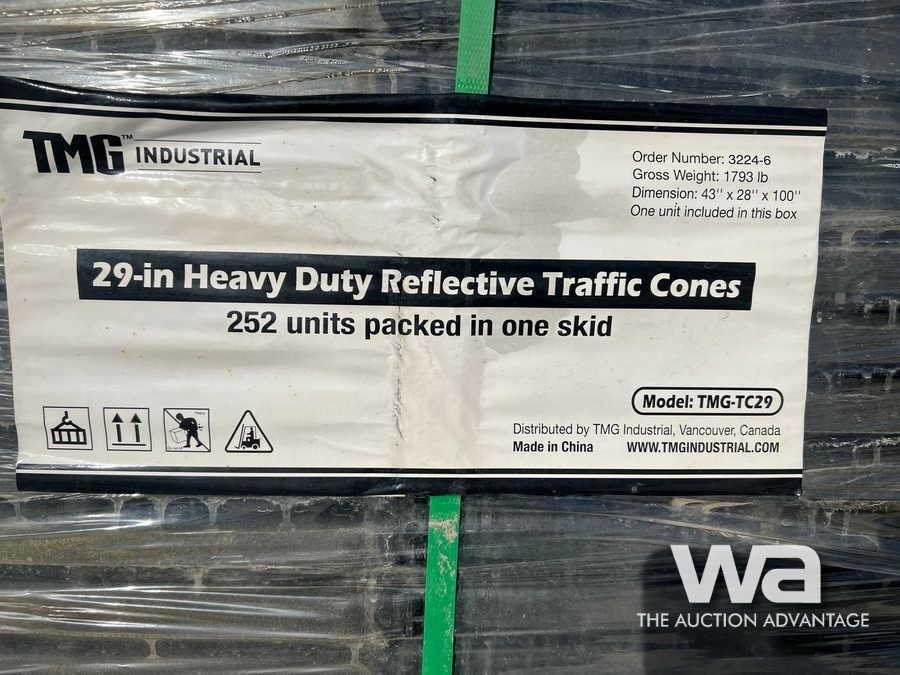 TMG™ INDUSTRIAL
Order Number: 3224-6
Gross Weight: 1793 lb
Dimension: 43'' x 28'' x 100''
One unit included in this box
29-in Heavy Duty Reflective Traffic Cones
252 units packed in one skid
Model: TMG-TC29
Distributed by TMG Industrial, Vancouver, Canada
Made in China WWW.TMGINDUSTRIAL.COM
wa
THE AUCTION ADVANTAGE